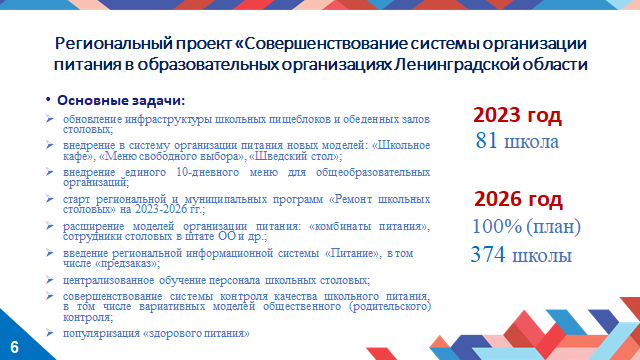 Региональный проект «Совершенствование системы организации
питания в образовательных организациях Ленинградской области
• Основные задачи:
➢ обновление инфраструктуры школьных пищеблоков и обеденных залов
столовых;
➢ внедрение в систему организации питания новых моделей: «Школьное
кафе», «Меню свободного выбора», «Шведский стол»;
➢ внедрение единого 10-дневного меню для общеобразовательных
организаций;
➢ старт региональной и муниципальных программ «Ремонт школьных
столовых» на 2023-2026 гг.;
➢ расширение моделей организации питания: «комбинаты питания»,
сотрудники столовых в штате ОО и др.;
➢ введение региональной информационной системы «Питание», в том
числе «предзаказ»;
➢ централизованное обучение персонала школьных столовых;
➢ совершенствование системы контроля качества школьного питания,
в том числе вариативных моделей общественного (родительского)
контроля;
➢ популяризация «здорового питания»
2023 год
81 школа
2026 год
100% (план)
374 школы
6